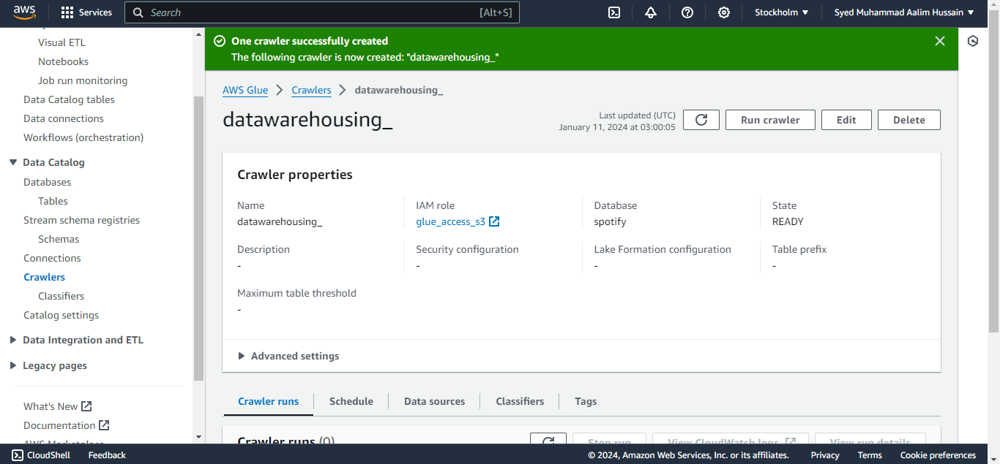 aws
Services
Search
[Alt+S]
Stockholm
Syed Muhammad Aalim Hussain
Visual ETL
Notebooks
Job run monitoring
Data Catalog tables
Data connections
Workflows (orchestration)
Data Catalog
Databases
Tables
Stream schema registries
Schemas
Connections
Crawlers
Classifiers
Catalog settings
Data Integration and ETL
Legacy pages
What's New
Documentation
AWS Marketplace
One crawler successfully created
The following crawler is now created: "datawarehousing_"
AWS Glue
Crawlers
datawarehousing_
datawarehousing_
Last updated (UTC)
January 11, 2024 at 03:00:05
Run crawler
Edit
Delete
Crawler properties
Name
datawarehousing_
IAM role
glue_access_s3
Database
spotify
State
READY
Description
-
Security configuration
-
Lake Formation configuration
-
Table prefix
-
Maximum table threshold
-
Advanced settings
Crawler runs
Schedule
Data sources
Classifiers
Tags
Crawler runs (0)
Stop run
View CloudWatch logs
View run details
CloudShell
Feedback
© 2024, Amazon Web Services, Inc. or its affiliates.
Privacy
Terms
Cookie preferences